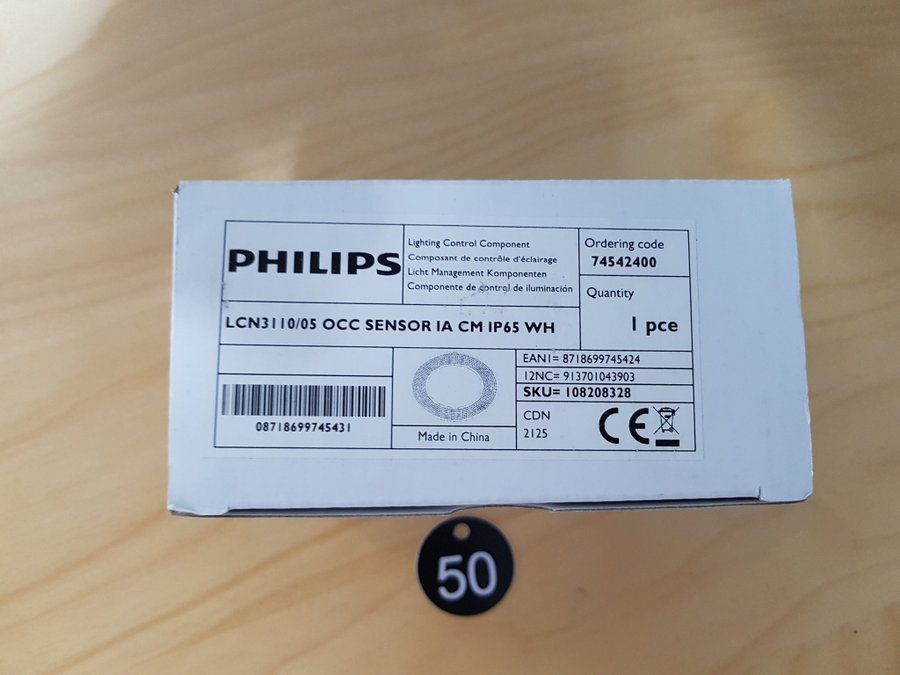 PHILIPS
Lighting Control Component
Composant de contrôle d'éclairage
Licht Management Komponenten
Componente de control de iluminación
Ordering code
74542400
Quantity
1 pce
LCN3110/05 OCC SENSOR IA CM IP65 WH
08718699745431
Made in China
EAN1= 8718699745424
12NC= 913701043903
SKU= 108208328
CDN
2125
CE
50